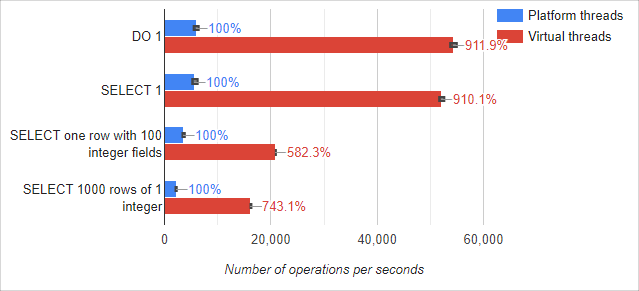 Platform threads
Virtual threads
DO 1
100%
911.9%
SELECT 1
100%
910.1%
SELECT one row with 100
integer fields
100%
582.3%
SELECT 1000 rows of 1
integer
100%
743.1%
0
20,000
40,000
60,000
Number of operations per seconds